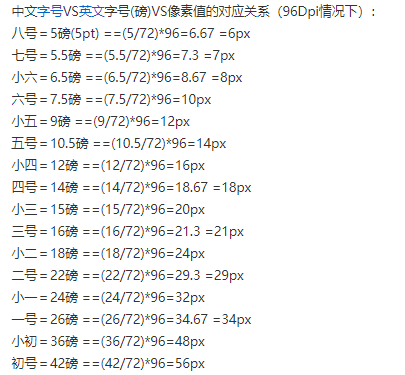 中文字号VS英文字号(磅)VS像素值的对应关系（96Dpi情况下）:
八号=5磅(5pt) ==(5/72)*96=6.67 =6px
七号=5.5磅 ==(5.5/72)*96=7.3 =7px
小六=6.5磅 ==(6.5/72)*96=8.67 =8px
六号=7.5磅 ==(7.5/72)*96=10px
小五=9磅 ==(9/72)*96=12px
五号=10.5磅 ==(10.5/72)*96=14px
小四=12磅 ==(12/72)*96=16px
四号=14磅 ==(14/72)*96=18.67 =18px
小三=15磅 ==(15/72)*96=20px
三号=16磅 ==(16/72)*96=21.3 =21px
小二=18磅 ==(18/72)*96=24px
二号=22磅 ==(22/72)*96=29.3 =29px
小一=24磅 ==(24/72)*96=32px
一号=26磅 ==(26/72)*96=34.67 =34px
小初=36磅 ==(36/72)*96=48px
初号=42磅 ==(42/72)*96=56px